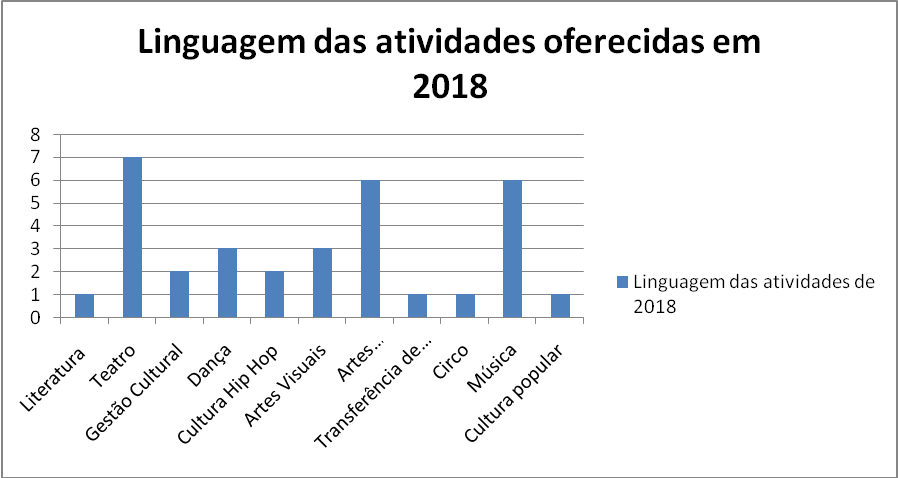 Linguagem das atividades oferecidas em
2018
8
7
6
5
4
3
2
1
0
Literatura
Teatro
Gestão Cultural
Dança
Cultura Hip Hop
Artes Visuais
Artes...
Transferência de...
Circo
Música
Cultura popular
Linguagem das atividades de
2018